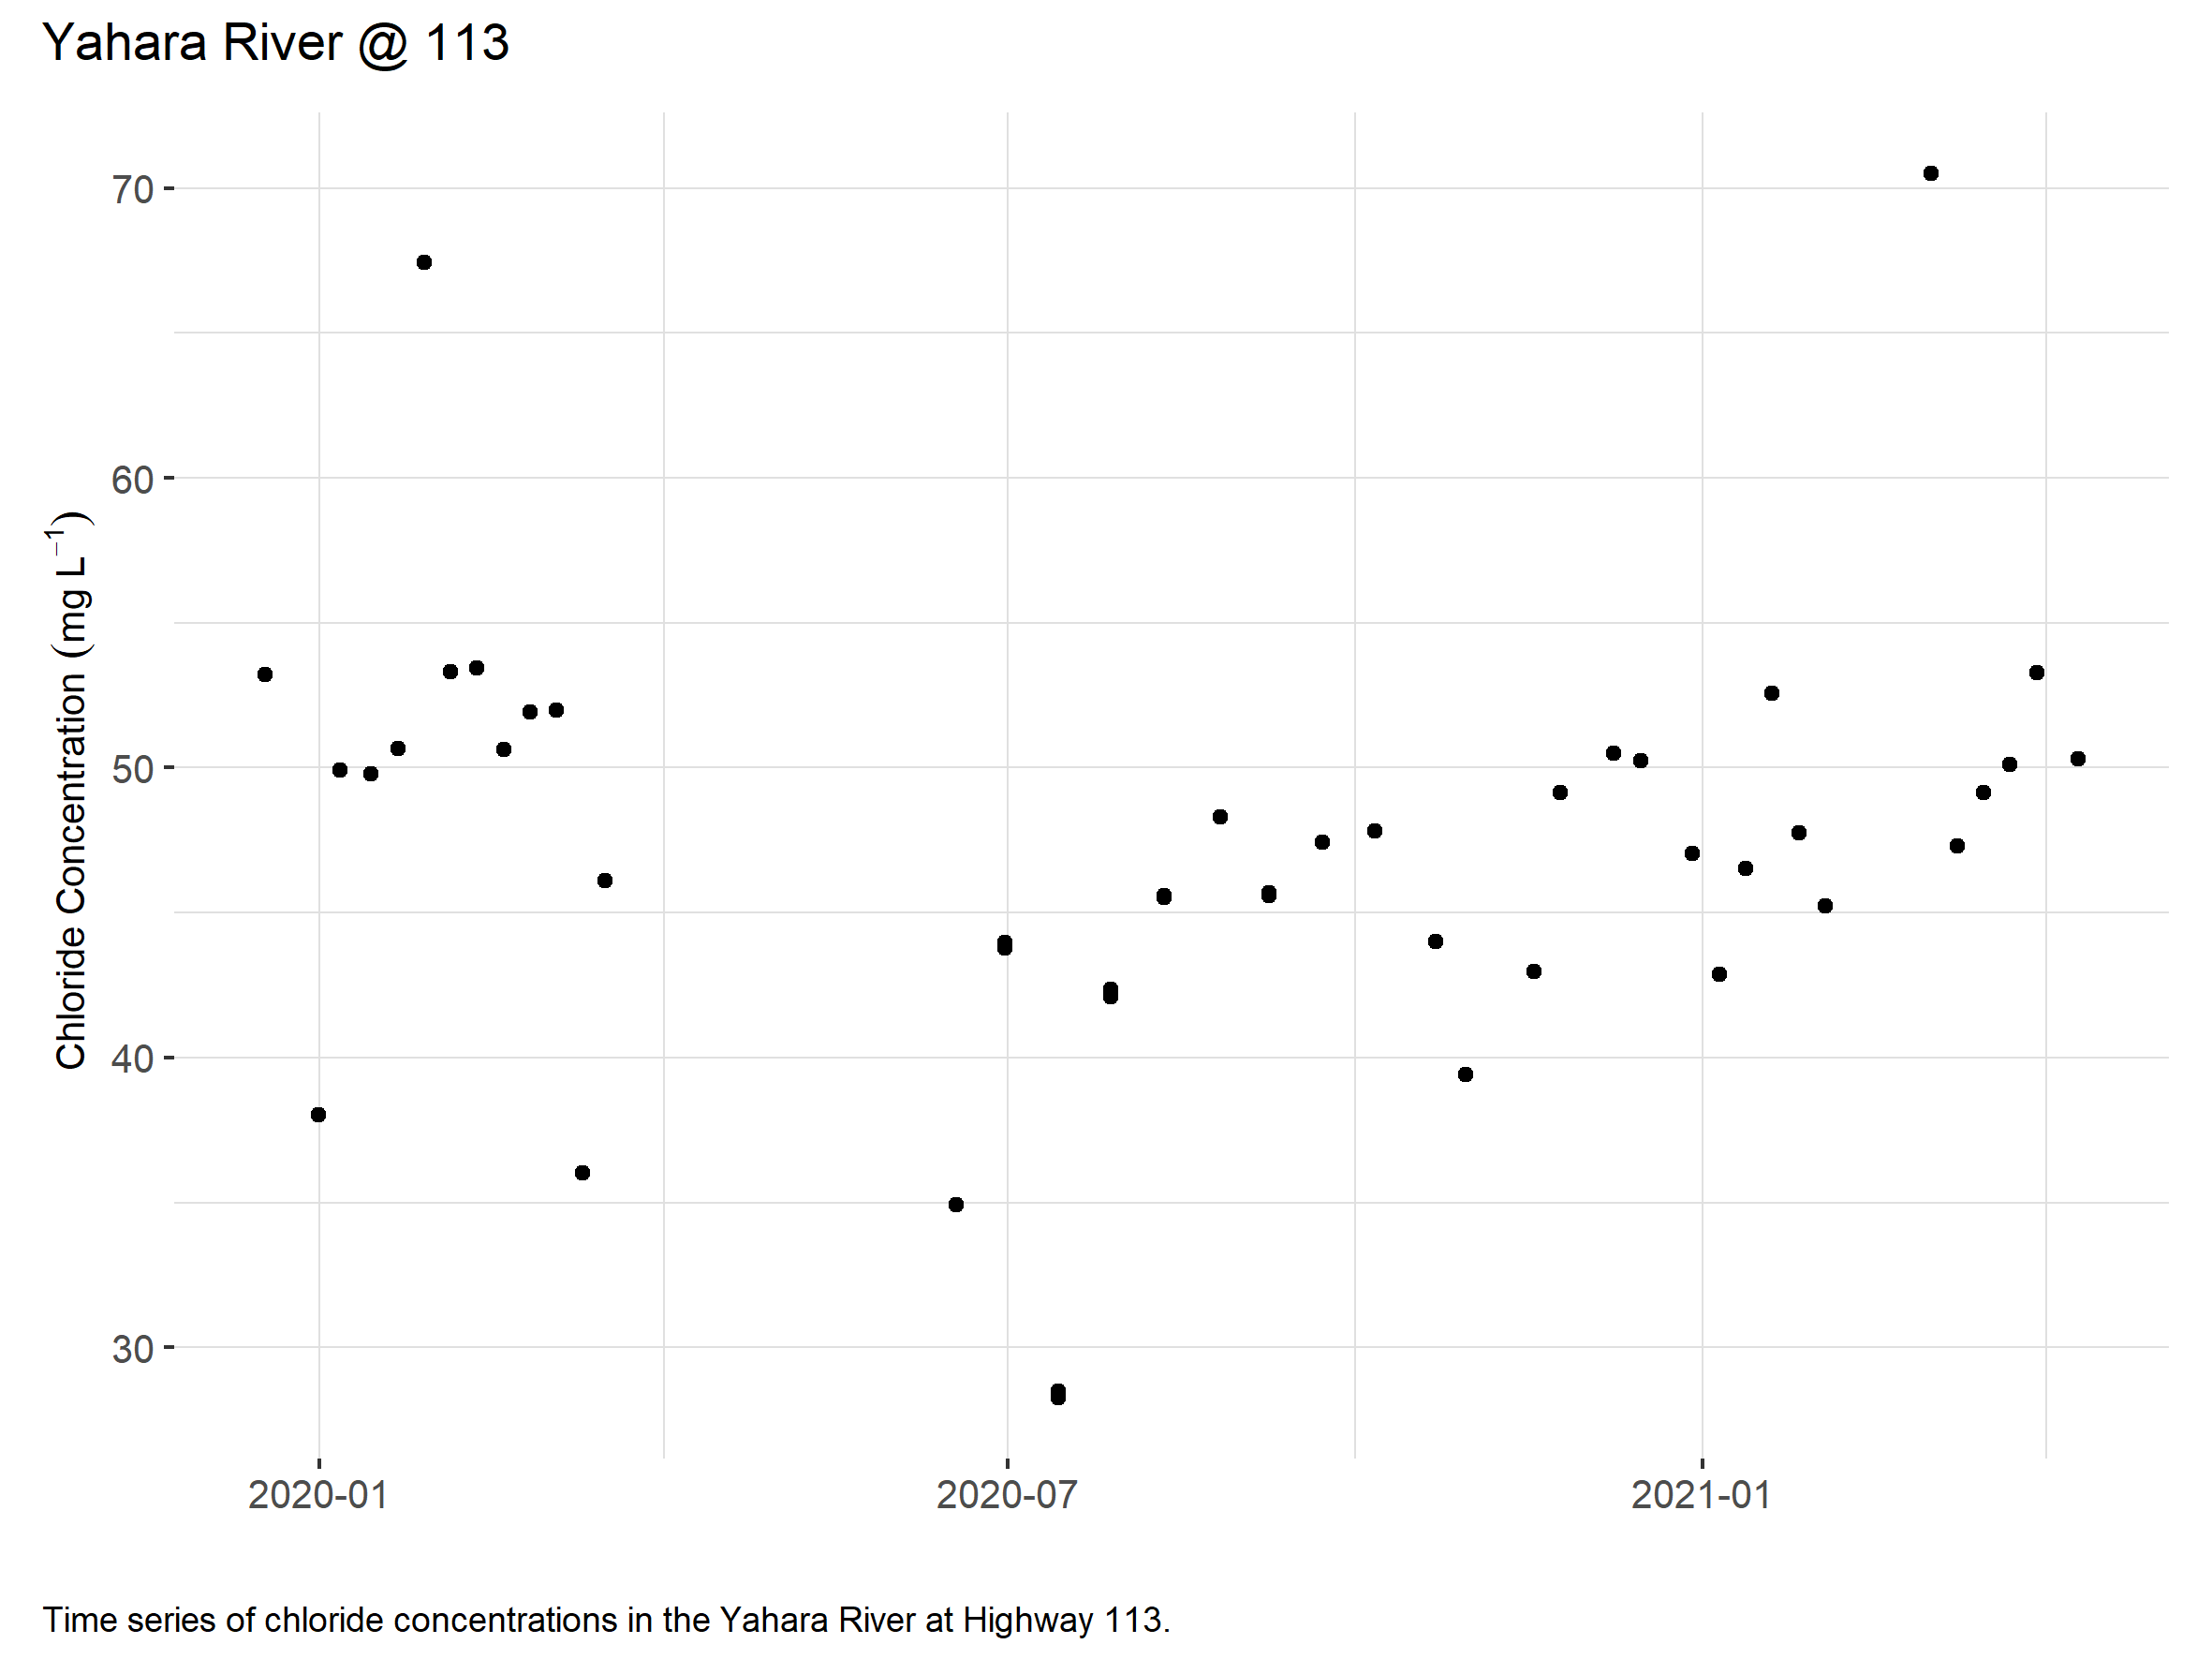 Yahara River @ 113
70
60
50
40
30
Chloride Concentration (mg L⁻¹)
2020-01 2020-07 2021-01
Time series of chloride concentrations in the Yahara River at Highway 113.